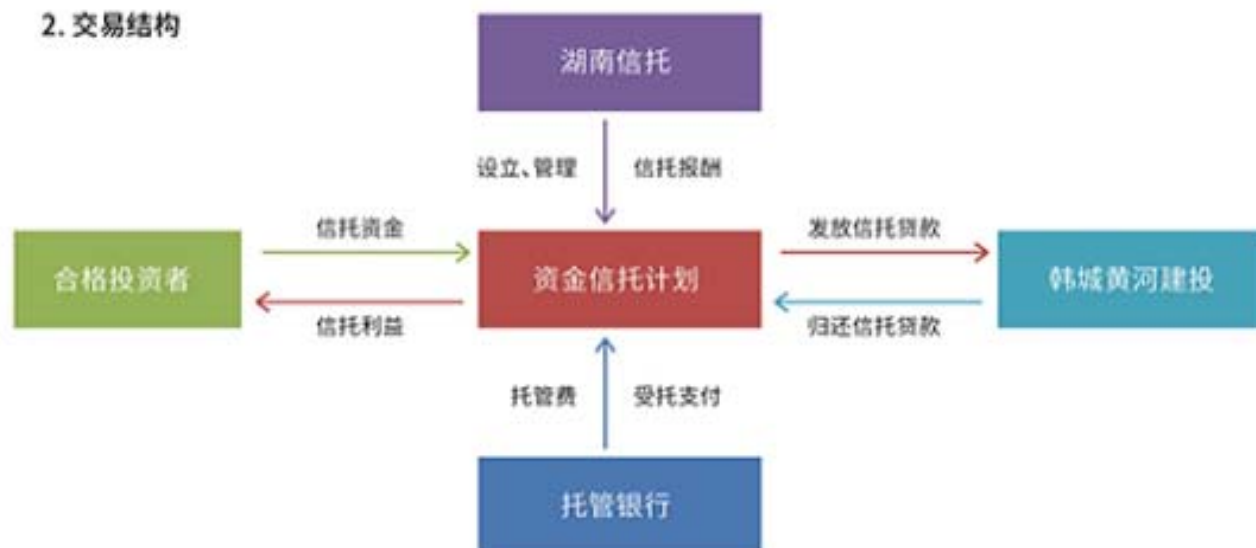 2. 交易结构
湖南信托
设立、管理 信托报酬
信托资金 发放信托贷款
合格投资者 资金信托计划 韩城黄河建投
信托利益 归还信托贷款
托管费 受托支付
托管银行